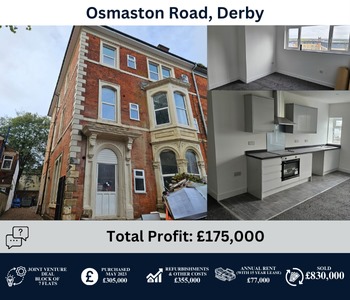 Osmaston Road, Derby
Total Profit: £175,000
JOINT VENTURE
DEAL
BLOCK OF
7 FLATS
PURCHASED
MAY 2023
£305,000
REFURBISHMENTS
& OTHER COSTS
£355,000
ANNUAL RENT
(WITH 15 YEAR LEASE)
£77,000
SOLD
£830,000